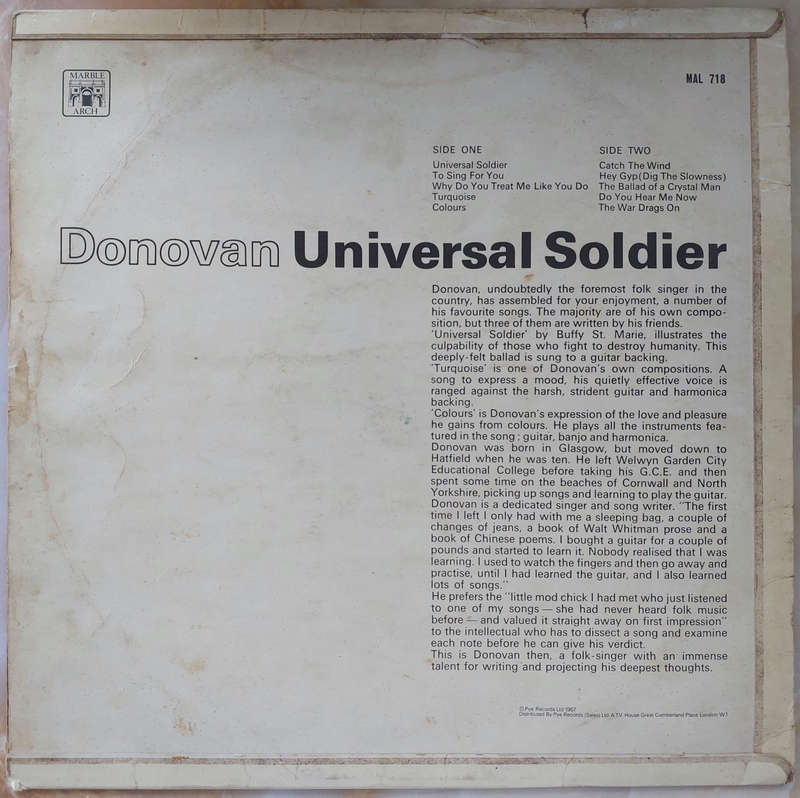 MARBLE
ARCH
MAL 718
SIDE ONE
Universal Soldier
To Sing For You
Why Do You Treat Me Like You Do
Turquoise
Colours
SIDE TWO
Catch The Wind
Hey Gyp(Dig The Slowness)
The Ballad of a Crystal Man
Do You Hear Me Now
The War Drags On
Donovan Universal Soldier
Donovan, undoubtedly the foremost folk singer in the
country, has assembled for your enjoyment, a number of
his favourite songs. The majority are of his own compo-
sition, but three of them are written by his friends.
'Universal Soldier' by Buffy St. Marie, illustrates the
culpability of those who fight to destroy humanity. This
deeply-felt ballad is sung to a guitar backing.
'Turquoise' is one of Donovan's own compositions. A
song to express a mood, his quietly effective voice is
ranged against the harsh, strident guitar and harmonica
backing.
'Colours' is Donovan's expression of the love and pleasure
he gains from colours. He plays all the instruments fea-
tured in the song; guitar, banjo and harmonica.
Donovan was born in Glasgow, but moved down to
Hatfield when he was ten. He left Welwyn Garden City
Educational College before taking his G.C.E. and then
spent some time on the beaches of Cornwall and North
Yorkshire, picking up songs and learning to play the guitar.
Donovan is a dedicated singer and song writer. "The first
time I left I only had with me a sleeping bag, a couple of
changes of jeans, a book of Walt Whitman prose and a
book of Chinese poems. I bought a guitar for a couple of
pounds and started to learn it. Nobody realised that I was
learning. I used to watch the fingers and then go away and
practise, until I had learned the guitar, and I also learned
lots of songs."
He prefers the "little mod chick I had met who just listened
to one of my songs — she had never heard folk music
before — and valued it straight away on first impression"
to the intellectual who has to dissect a song and examine
each note before he can give his verdict.
This is Donovan then, a folk-singer with an immense
talent for writing and projecting his deepest thoughts.
℗ Pye Records Ltd 1967
Distributed By Pye Records (Sales) Ltd. A.T.V. House Great Cumberland Place London W.1